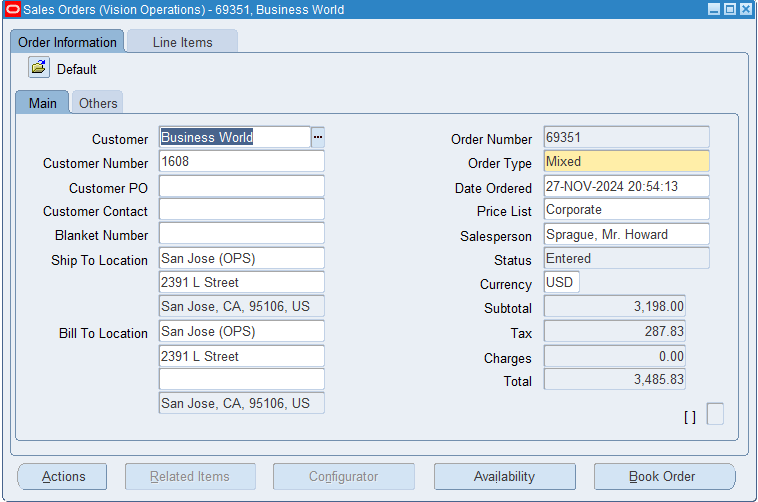 Sales Orders (Vision Operations) - 69351, Business World
Order Information Line Items
Default
Main Others
Customer Business World ...
Customer Number 1608
Customer PO
Customer Contact
Blanket Number
Ship To Location San Jose (OPS)
2391 L Street
San Jose, CA, 95106, US
Bill To Location San Jose (OPS)
2391 L Street
San Jose, CA, 95106, US
Order Number 69351
Order Type Mixed
Date Ordered 27-NOV-2024 20:54:13
Price List Corporate
Salesperson Sprague, Mr. Howard
Status Entered
Currency USD
Subtotal 3,198.00
Tax 287.83
Charges 0.00
Total 3,485.83
[ ]
Actions Related Items Configurator Availability Book Order